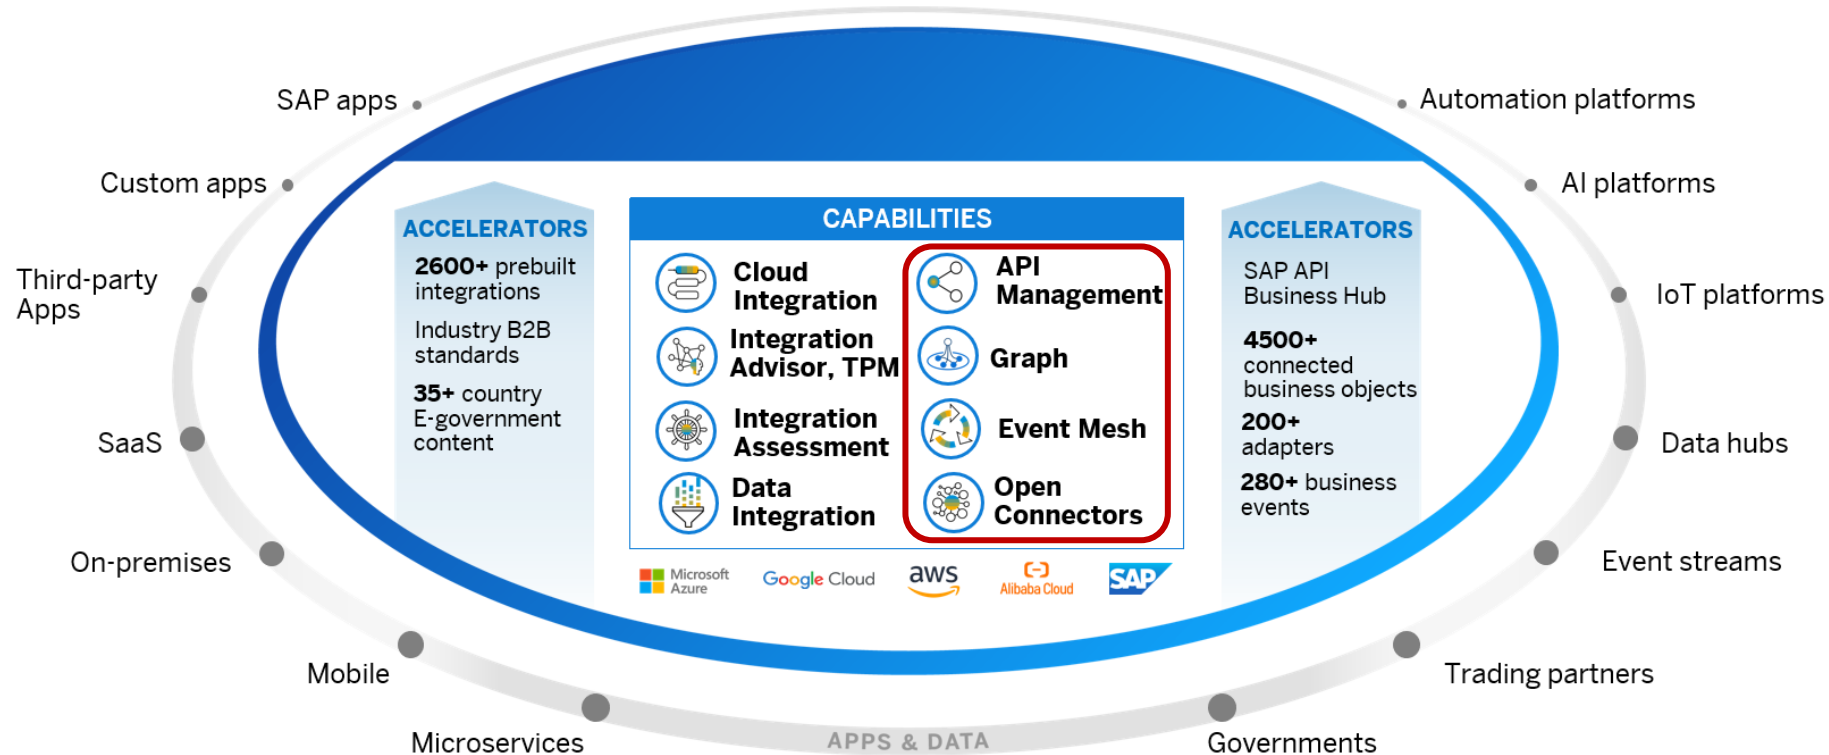 SAP apps
Custom apps
Third-party
Apps
SaaS
On-premises
Mobile
Microservices
ACCELERATORS
2600+ prebuilt
integrations
Industry B2B
standards
35+ country
E-government
content
CAPABILITIES
Cloud
Integration
Integration
Advisor, TPM
Integration
Assessment
Data
Integration
API
Management
Graph
Event Mesh
Open
Connectors
Microsoft
Azure
Google Cloud
aws
Alibaba Cloud
SAP
ACCELERATORS
SAP API
Business Hub
4500+
connected
business objects
200+
adapters
280+ business
events
Automation platforms
AI platforms
IoT platforms
Data hubs
Event streams
Trading partners
Governments
APPS & DATA